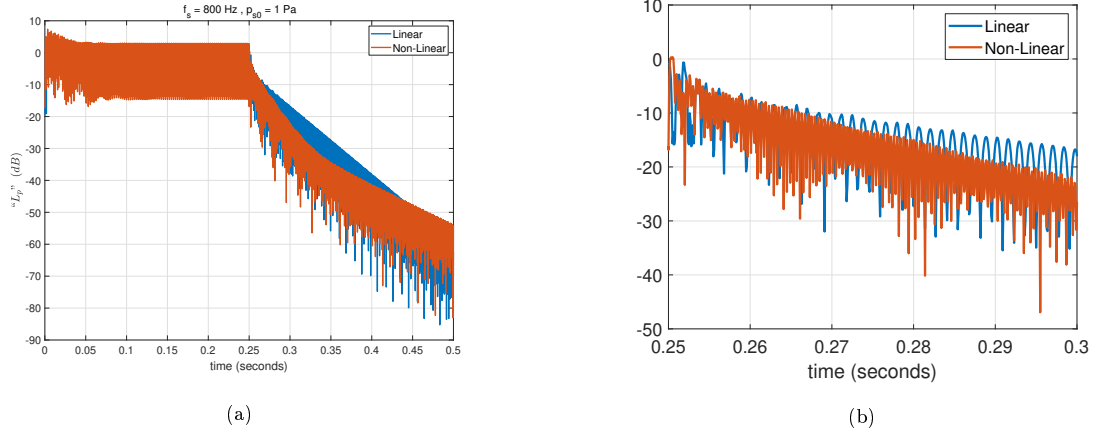 f_s = 800 Hz , p_s0 = 1 Pa
10
0
-10
-20
-30
-40
-50
-60
-70
-80
-90
"L_p" (dB)
0 0.05 0.1 0.15 0.2 0.25 0.3 0.35 0.4 0.45 0.5
time (seconds)
Linear
Non-Linear
(a)
10
0
-10
-20
-30
-40
-50
0.25 0.26 0.27 0.28 0.29 0.3
time (seconds)
Linear
Non-Linear
(b)